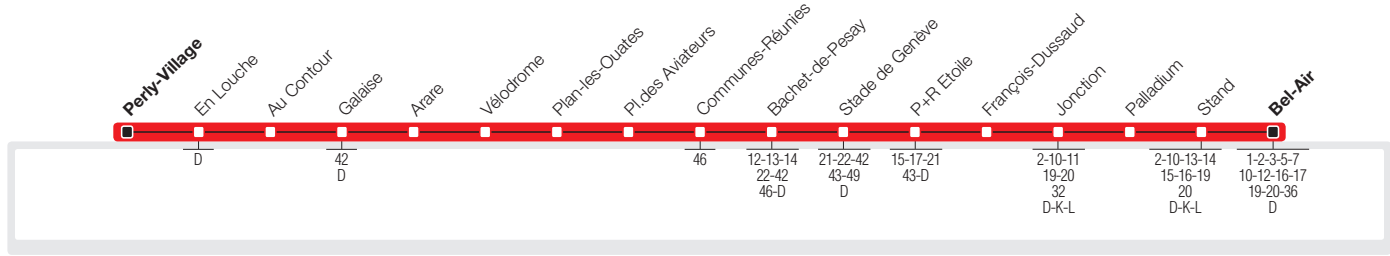 Perly-Village
En Louche
Au Contour
Galaise
Arare
Vélodrome
Plan-les-Ouates
Pl.des Aviateurs
Communes-Réunies
Bachet-de-Pesay
Stade de Genève
P+R Etoile
François-Dussaud
Jonction
Palladium
Stand
Bel-Air
D
42
D
46
12-13-14
22-42
46-D
21-22-42
43-49
D
15-17-21
43-D
2-10-11
19-20
32
D-K-L
2-10-13-14
15-16-19
20
D-K-L
1-2-3-5-7
10-12-16-17
19-20-36
D